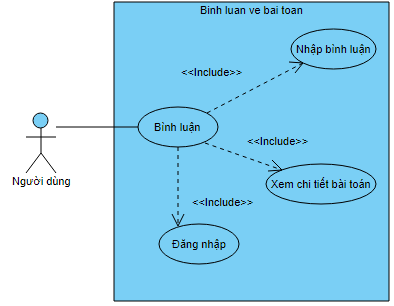 Binh luan ve bai toan
Nhập bình luận
<<Include>>
Bình luận
<<Include>>
Người dùng
Xem chi tiết bài toán
<<Include>>
Đăng nhập